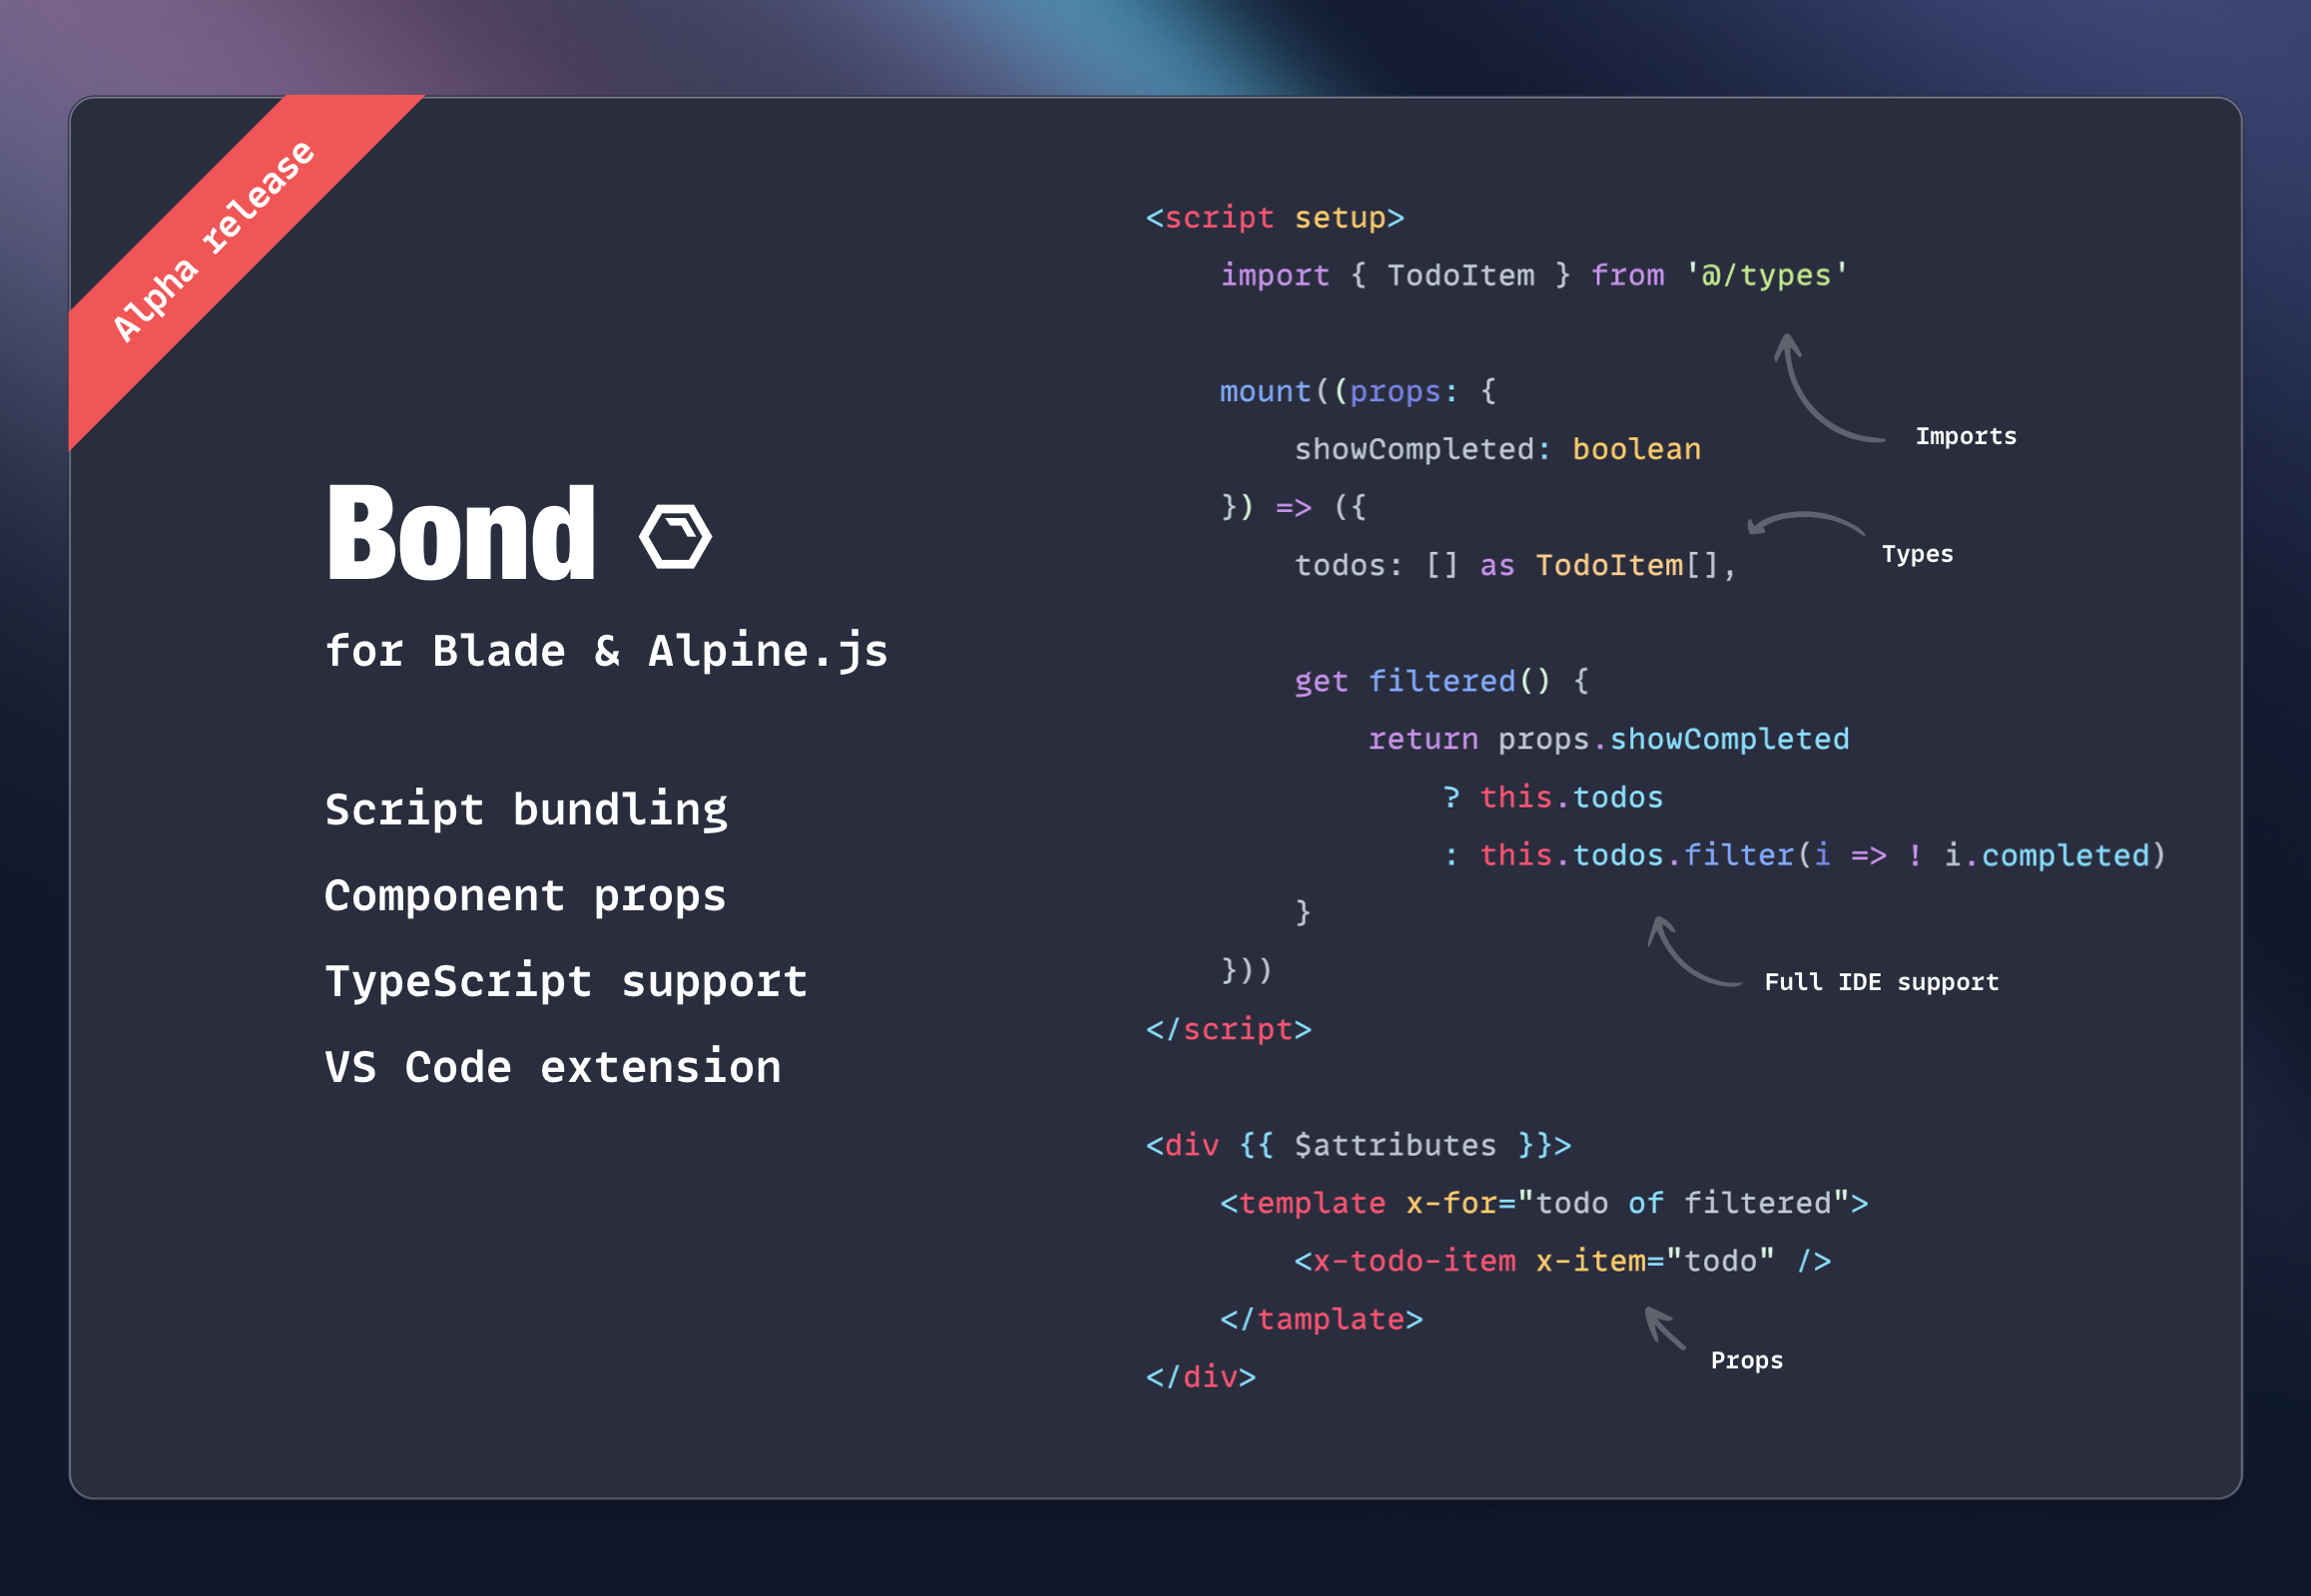 Alpha release
Bond
for Blade & Alpine.js
Script bundling
Component props
TypeScript support
VS Code extension
<script setup>
    import { TodoItem } from '@/types'
    mount((props: {
        showCompleted: boolean
    }) => ({
        todos: [] as TodoItem[],
        get filtered() {
            return props.showCompleted
                ? this.todos
                : this.todos.filter(i => ! i.completed)
        }
    }))
</script>
<div {{ $attributes }}>
    <template x-for="todo of filtered">
        <x-todo-item x-item="todo" />
    </tamplate>
</div>
Imports
Types
Full IDE support
Props